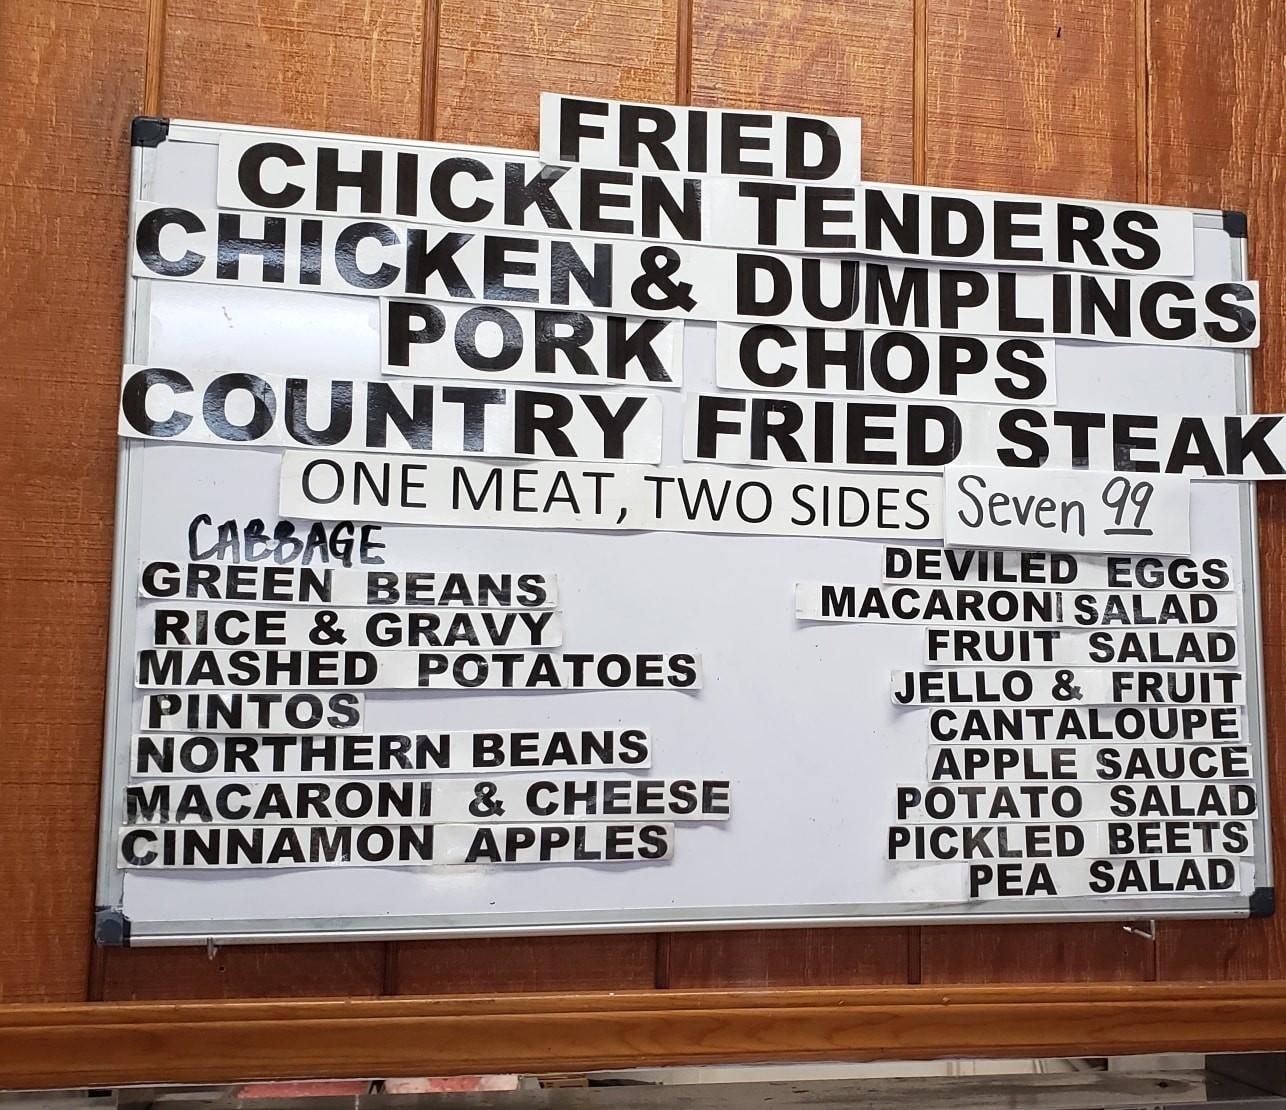 FRIED
CHICKEN TENDERS
CHICKEN & DUMPLINGS
PORK CHOPS
COUNTRY FRIED STEAK
ONE MEAT, TWO SIDES Seven 99
CABBAGE
GREEN BEANS
RICE & GRAVY
MASHED POTATOES
PINTOS
NORTHERN BEANS
MACARONI & CHEESE
CINNAMON APPLES
DEVILED EGGS
MACARONI SALAD
FRUIT SALAD
JELLO & FRUIT
CANTALOUPE
APPLE SAUCE
POTATO SALAD
PICKLED BEETS
PEA SALAD